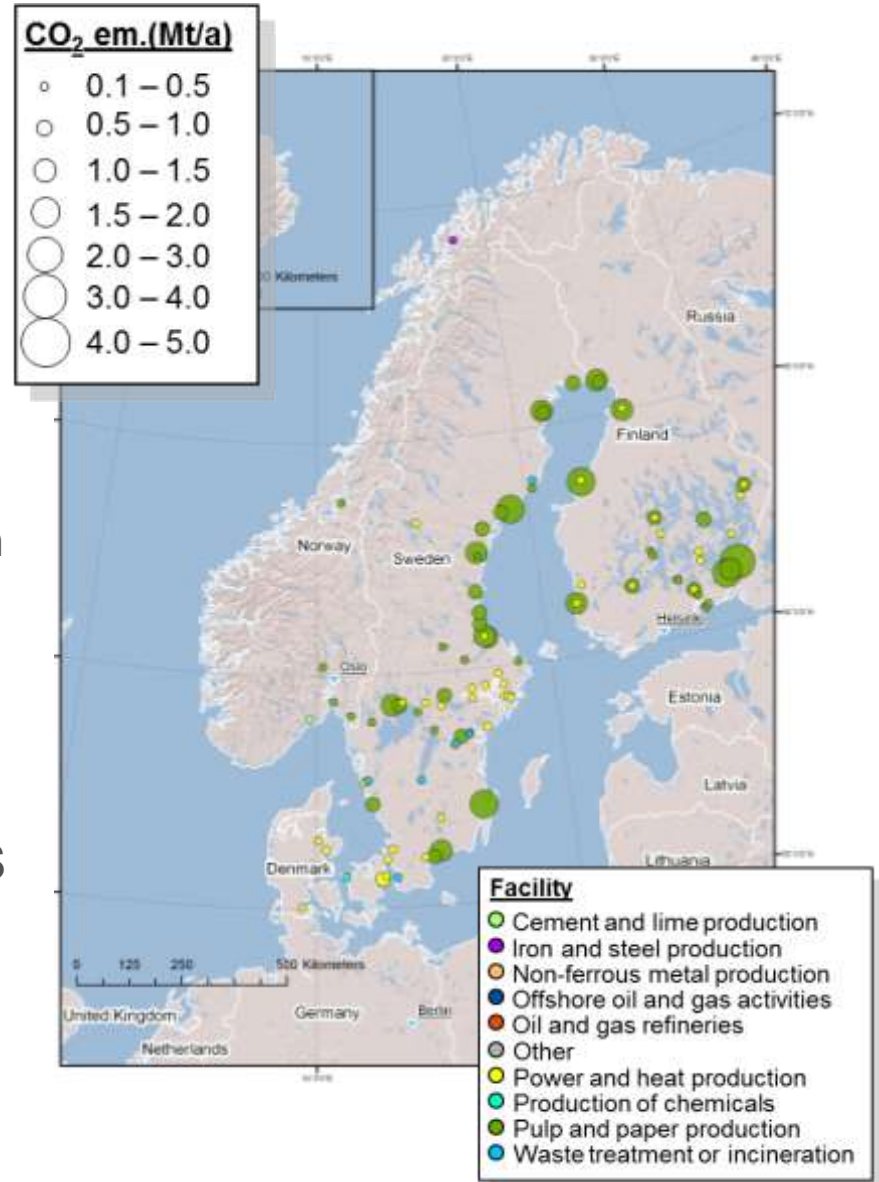 CO2 em.(Mt/a)
0.1 – 0.5
0.5 – 1.0
1.0 – 1.5
1.5 – 2.0
2.0 – 3.0
3.0 – 4.0
4.0 – 5.0
Kilometers
Russia
Finland
Norway
Sweden
Helsinki
Oslo
Estonia
Latvia
Lithuania
Denmark
0 125 250 500 Kilometers
United Kingdom
Germany
Berlin
Netherlands
Facility
Cement and lime production
Iron and steel production
Non-ferrous metal production
Offshore oil and gas activities
Oil and gas refineries
Other
Power and heat production
Production of chemicals
Pulp and paper production
Waste treatment or incineration